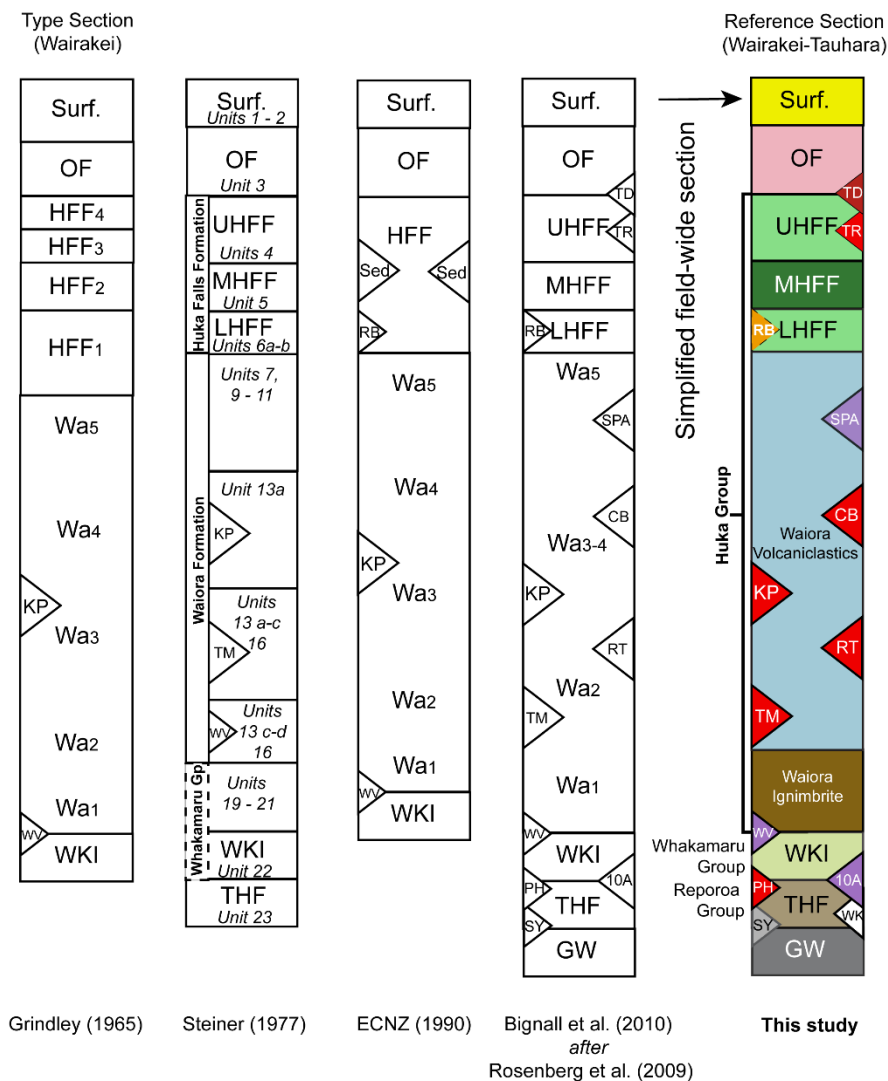 Type Section
(Wairakei)
Surf.
OF
HFF4
HFF3
HFF2
HFF1
Wa5
Wa4
KP
Wa3
Wa2
Wa1
WV
WKI
Grindley (1965)
Surf.
Units 1 - 2
OF
Unit 3
Huka Falls Formation
UHFF
Units 4
MHFF
Unit 5
LHFF
Units 6a-b
Waiora Formation
Units 7,
9 - 11
Unit 13a
KP
Units
13 a-c
16
TM
Units
13 c-d
16
WV
Whakamaru Gp
Units
19 - 21
WKI
Unit 22
THF
Unit 23
Steiner (1977)
Surf.
OF
HFF
Sed
Sed
RB
Wa5
Wa4
KP
Wa3
Wa2
Wa1
WV
WKI
ECNZ (1990)
Surf.
OF
TD
UHFF
TR
MHFF
RB
LHFF
Wa5
SPA
CB
Wa3-4
KP
RT
Wa2
TM
Wa1
WV
WKI
PH
10A
THF
SY
GW
Bignall et al. (2010)
after
Rosenberg et al. (2009)
Simplified field-wide section
Reference Section
(Wairakei-Tauhara)
Surf.
OF
TD
UHFF
TR
MHFF
RB
LHFF
SPA
Huka Group
CB
Waiora
Volcaniclastics
KP
RT
TM
Waiora
Ignimbrite
WV
Whakamaru
Group
WKI
10A
Reporoa
Group
PH
THF
WK
SY
GW
This study